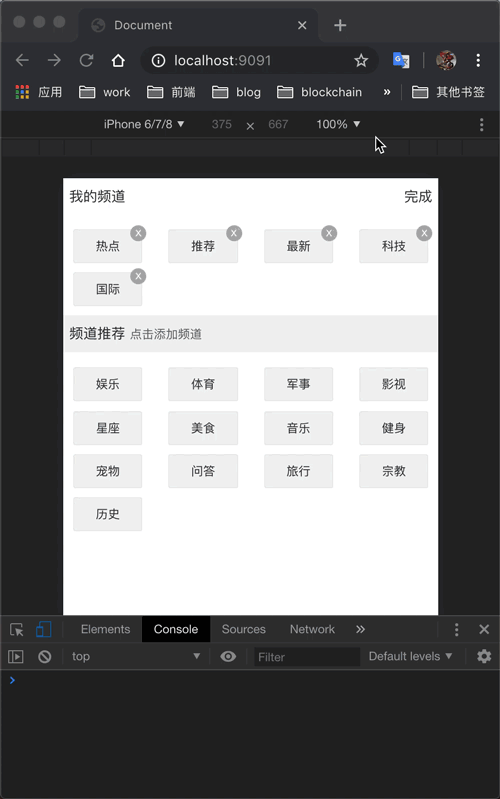 Document
localhost:9091
应用 work 前端 blog blockchain » 其他书签
iPhone 6/7/8 ▼ 375 × 667 100% ▼
我的频道 完成
热点 X 推荐 X 最新 X 科技 X
国际 X
频道推荐 点击添加频道
娱乐 体育 军事 影视
星座 美食 音乐 健身
宠物 问答 旅行 宗教
历史
Elements Console Sources Network »
top ▼ Filter Default levels ▼